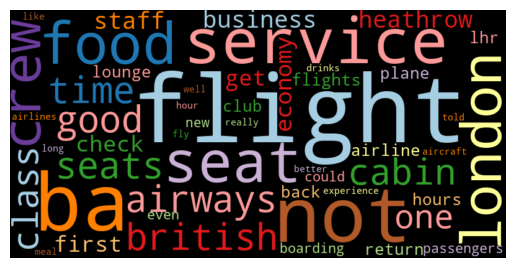 like
staff
business
heathrow
crew
food
service
lhr
lounge
get
economy
flights
plane
time
flight
well
drinks
london
airlines
hour
club
told
good
new
really
check
fly
airline
aircraft
long
class
seats
seat
cabin
better
ba
airways
back
could
experience
not
hours
one
even
british
first
boarding
return
passengers
meal